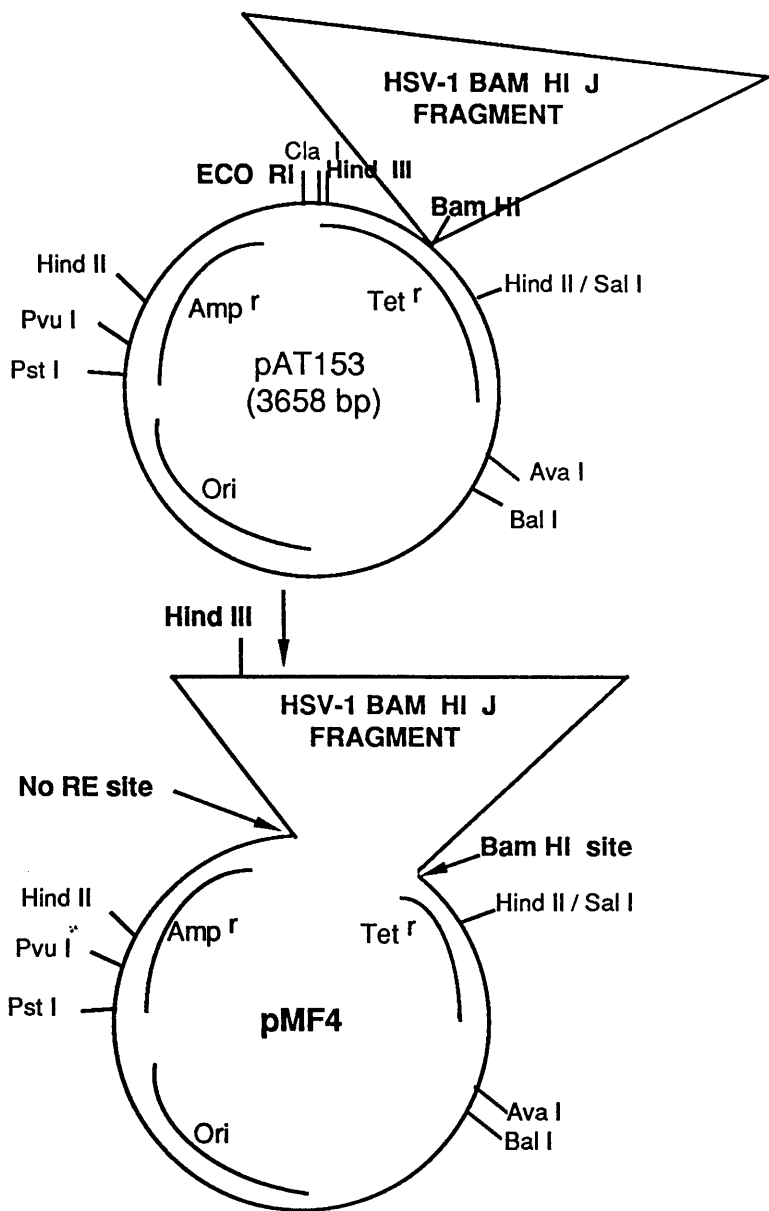 HSV-1 BAM HI J
FRAGMENT
Cla I
ECO RI
Hind III
Bam HI
Hind II
Hind II / Sal I
Amp r
Tet r
Pvu I
pAT153
Pst I
(3658 bp)
Ori
Ava I
Bal I
Hind III
HSV-1 BAM HI J
FRAGMENT
No RE site
Bam HI site
Hind II
Hind II / Sal I
Amp r
Tet r
Pvu I
Pst I
pMF4
Ava I
Ori
Bal I